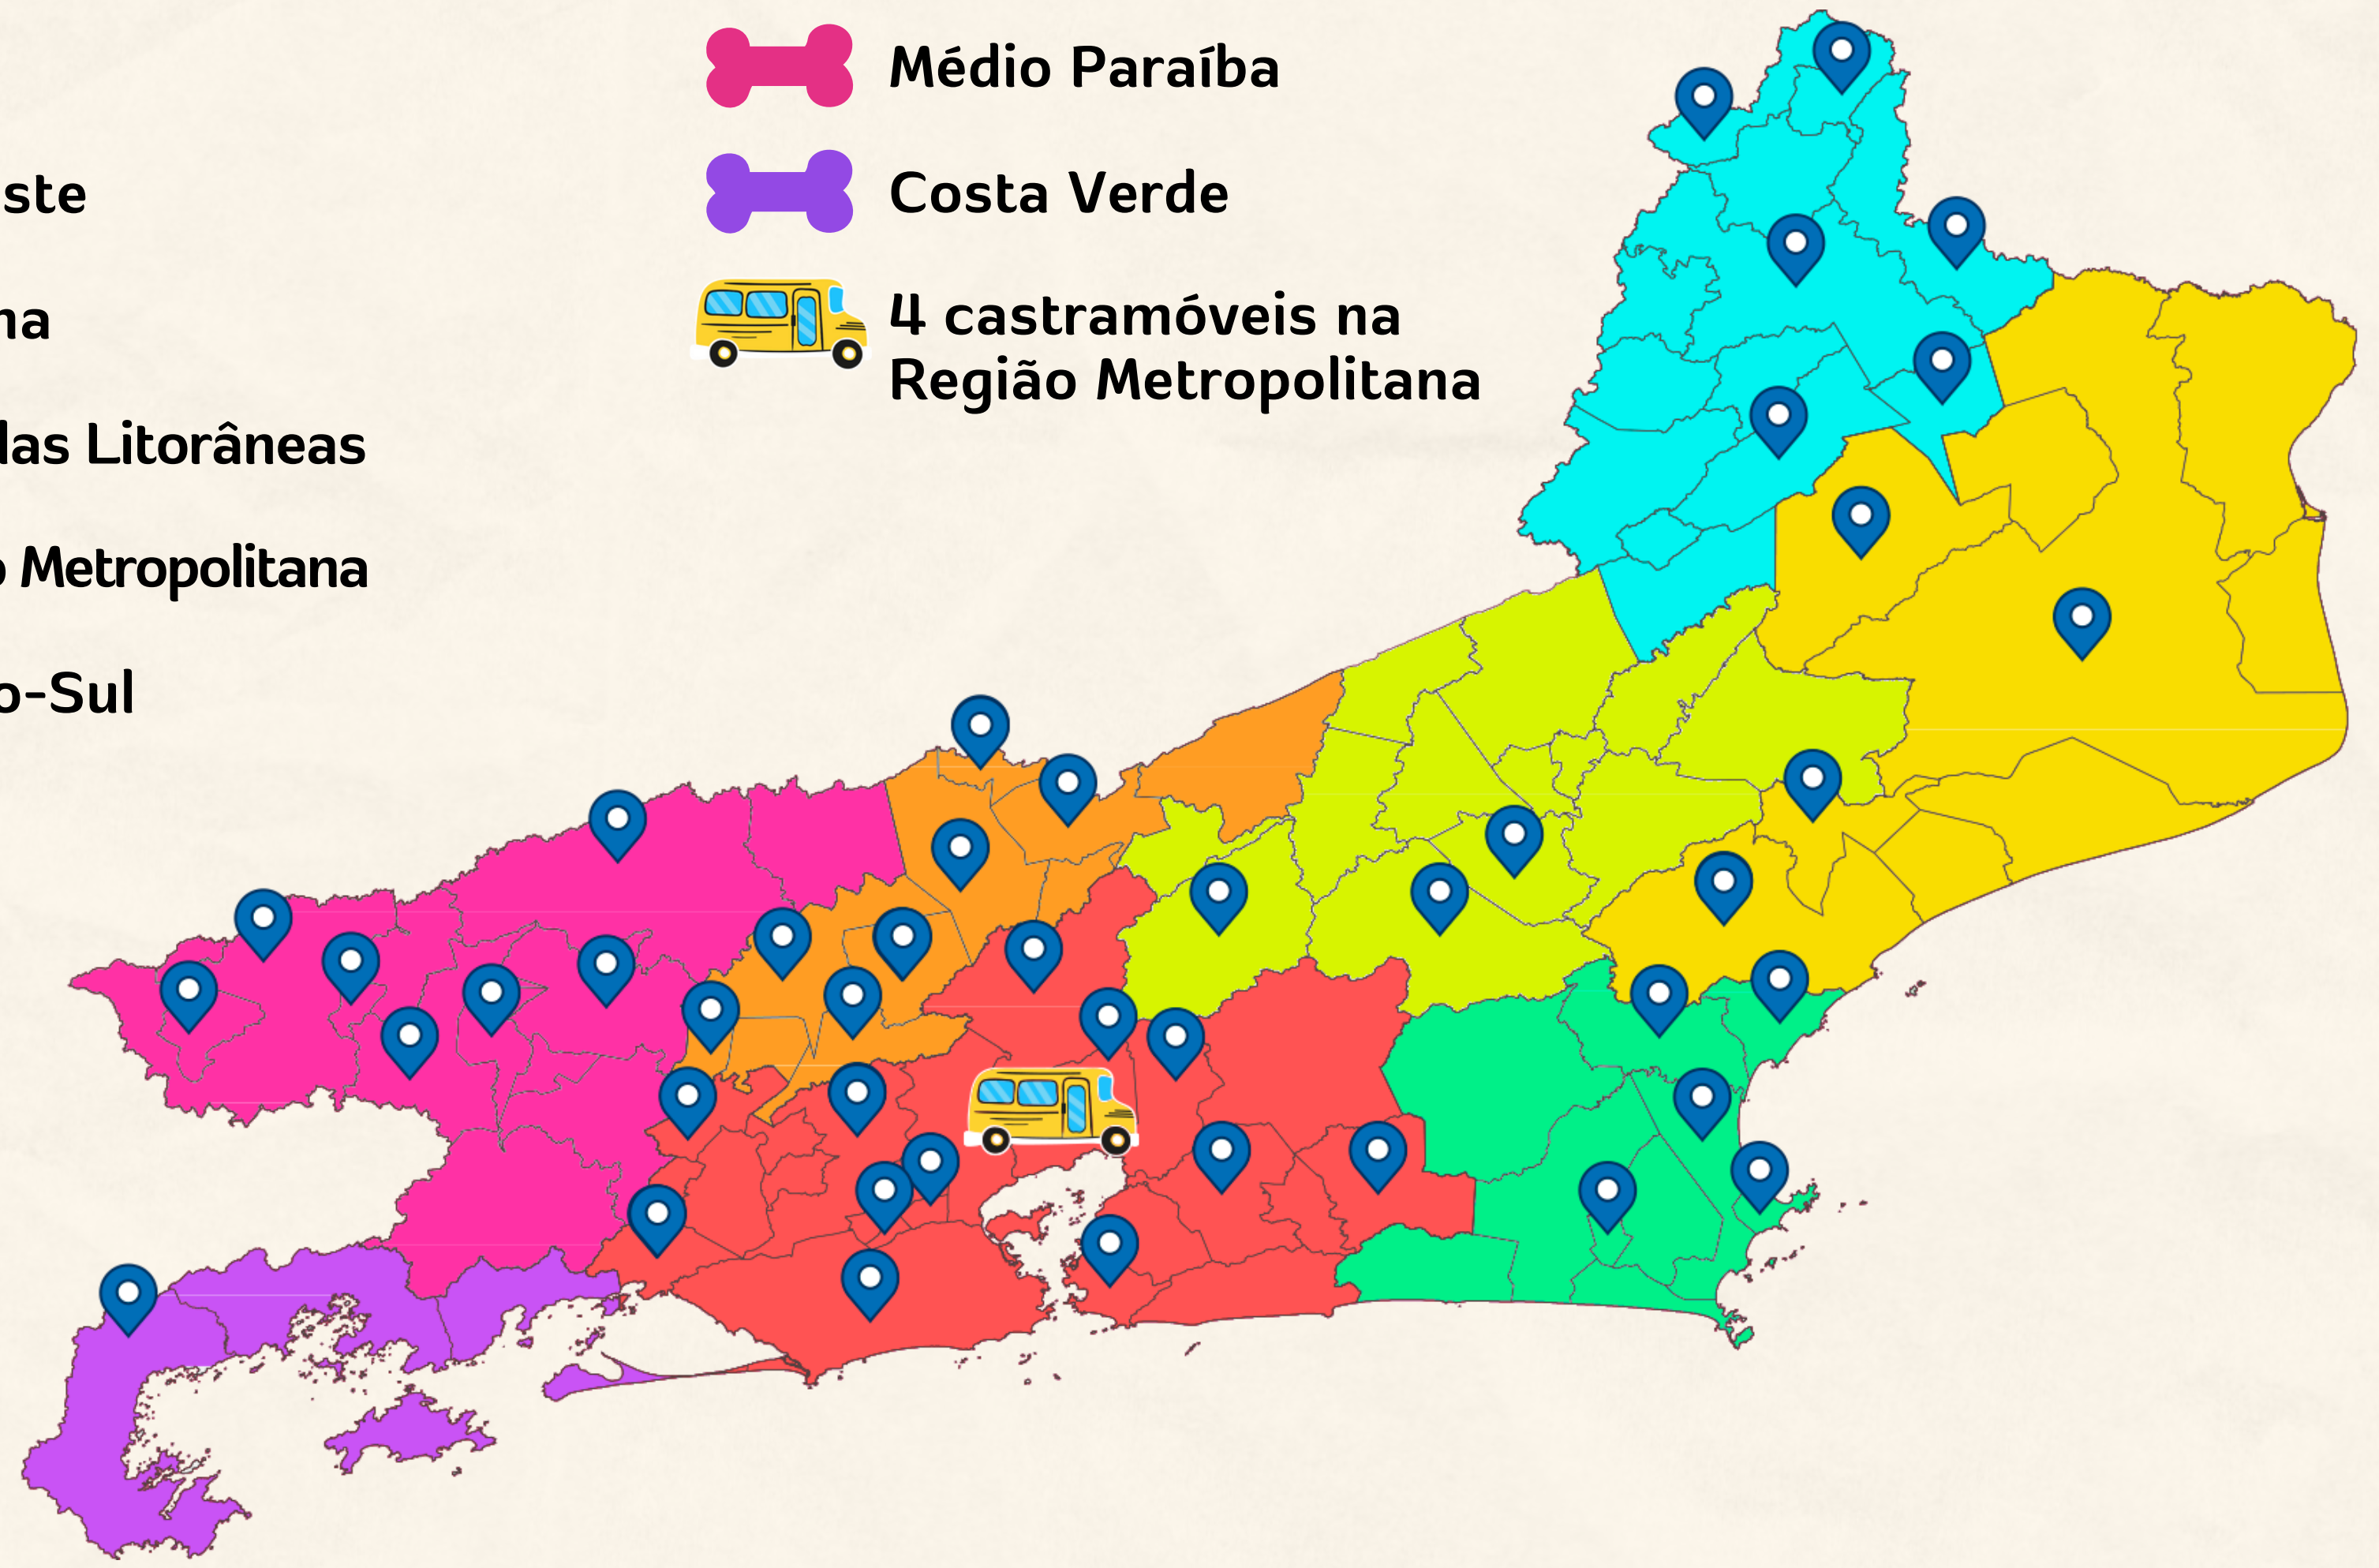 ste
na
das Litorâneas
o Metropolitana
o-Sul
Médio Paraíba
Costa Verde
4 castramóveis na
Região Metropolitana